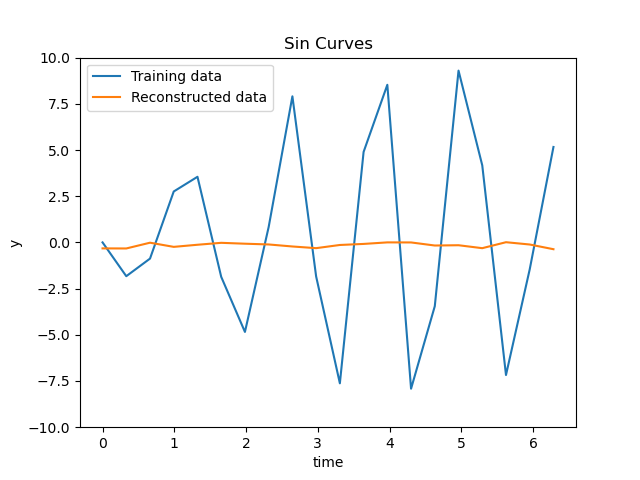 Sin Curves
Training data
Reconstructed data
10.0
7.5
5.0
2.5
0.0
−2.5
−5.0
−7.5
−10.0
y
0 1 2 3 4 5 6
time